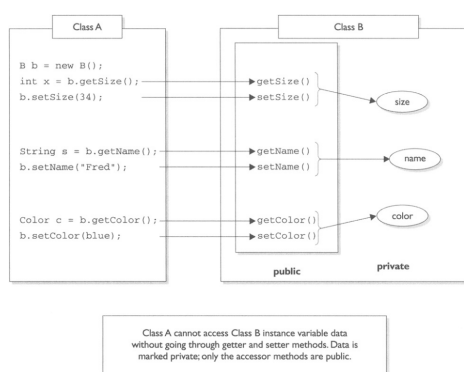 Class A
B b = new B();
int x = b.getSize();
b.setSize(34);
String s = b.getName();
b.setName("Fred");
Color c = b.getColor();
b.setColor(blue);
Class B
getSize()
setSize()
getName()
setName()
getColor()
setColor()
size
name
color
public
private
Class A cannot access Class B instance variable data
without going through getter and setter methods. Data is
marked private; only the accessor methods are public.